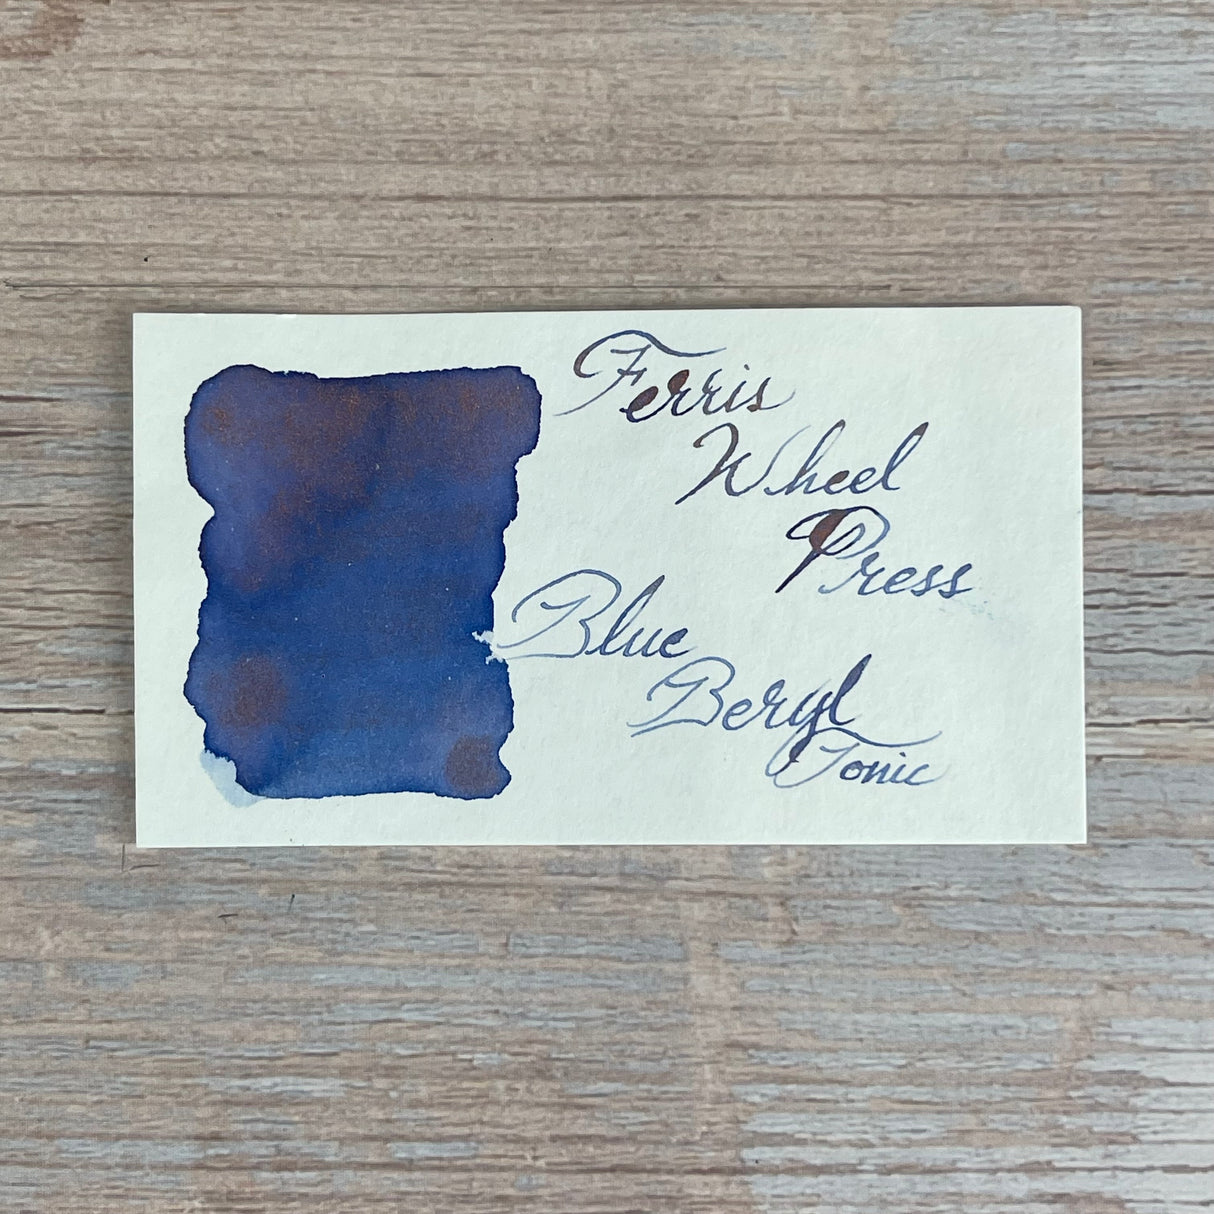 Ferris
Wheel
Press
Blue
Beryl
Tonic